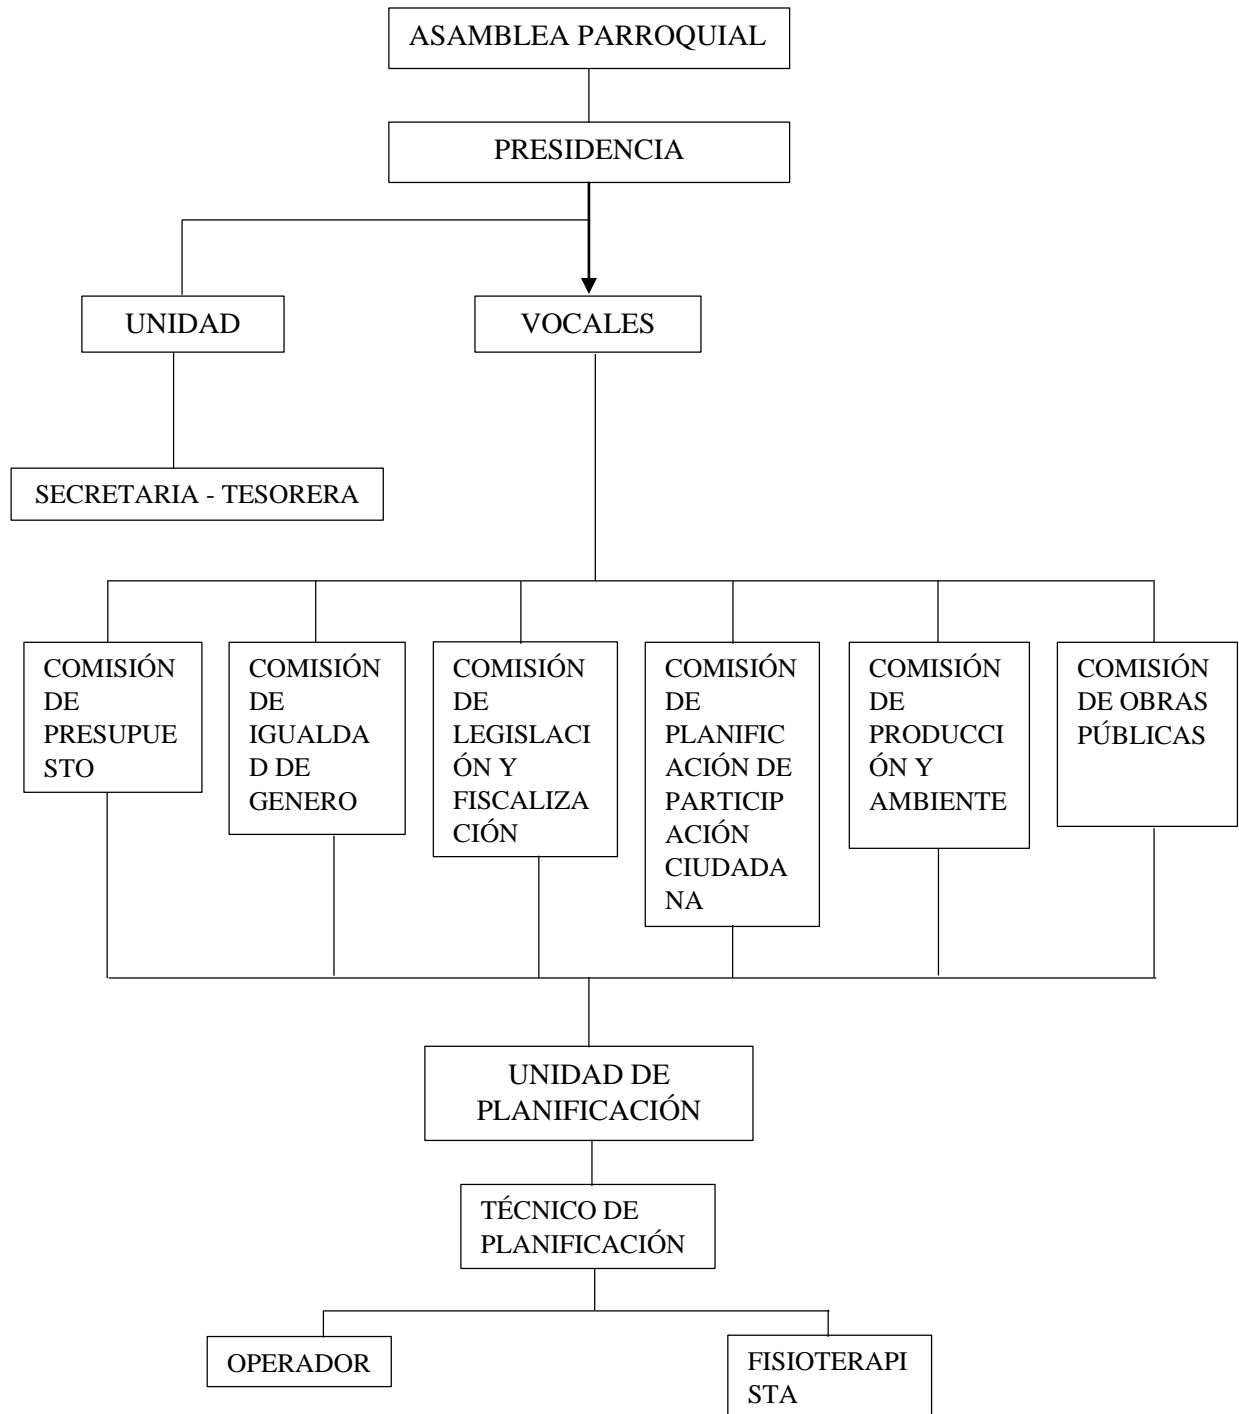 ASAMBLEA PARROQUIAL
PRESIDENCIA
UNIDAD
VOCALES
SECRETARIA - TESORERA
COMISIÓN
DE
PRESUPUE
STO
COMISIÓN
DE
IGUALDA
D DE
GENERO
COMISIÓN
DE
LEGISLACI
ÓN Y
FISCALIZA
CIÓN
COMISIÓN
DE
PLANIFIC
ACIÓN DE
PARTICIP
ACIÓN
CIUDADA
NA
COMISIÓN
DE
PRODUCCI
ÓN Y
AMBIENTE
COMISIÓN
DE OBRAS
PÚBLICAS
UNIDAD DE
PLANIFICACIÓN
TÉCNICO DE
PLANIFICACIÓN
OPERADOR
FISIOTERAPI
STA